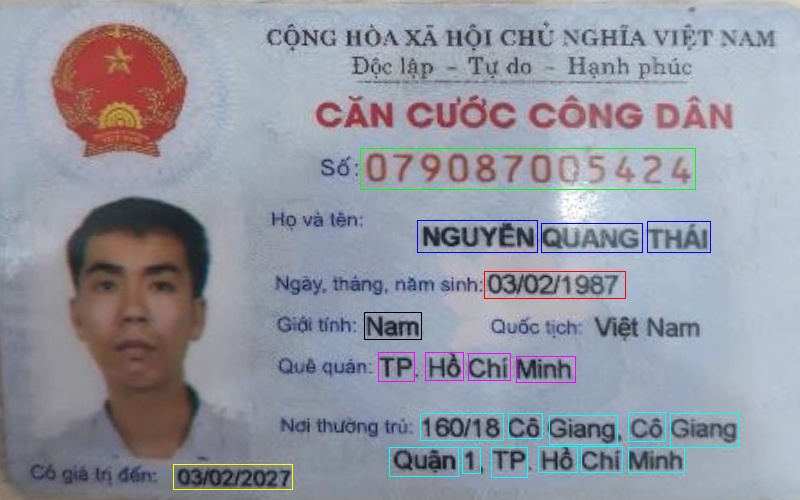 CỘNG HÒA XÃ HỘI CHỦ NGHĨA VIỆT NAM
Độc lập - Tự do - Hạnh phúc
CĂN CƯỚC CÔNG DÂN
Số: 079087005424
Họ và tên:
NGUYỄN QUANG THÁI
Ngày, tháng, năm sinh: 03/02/1987
Giới tính: Nam Quốc tịch: Việt Nam
Quê quán: TP. Hồ Chí Minh
Nơi thường trú: 160/18 Cô Giang, Cô Giang
Quận 1, TP. Hồ Chí Minh
Có giá trị đến: 03/02/2027